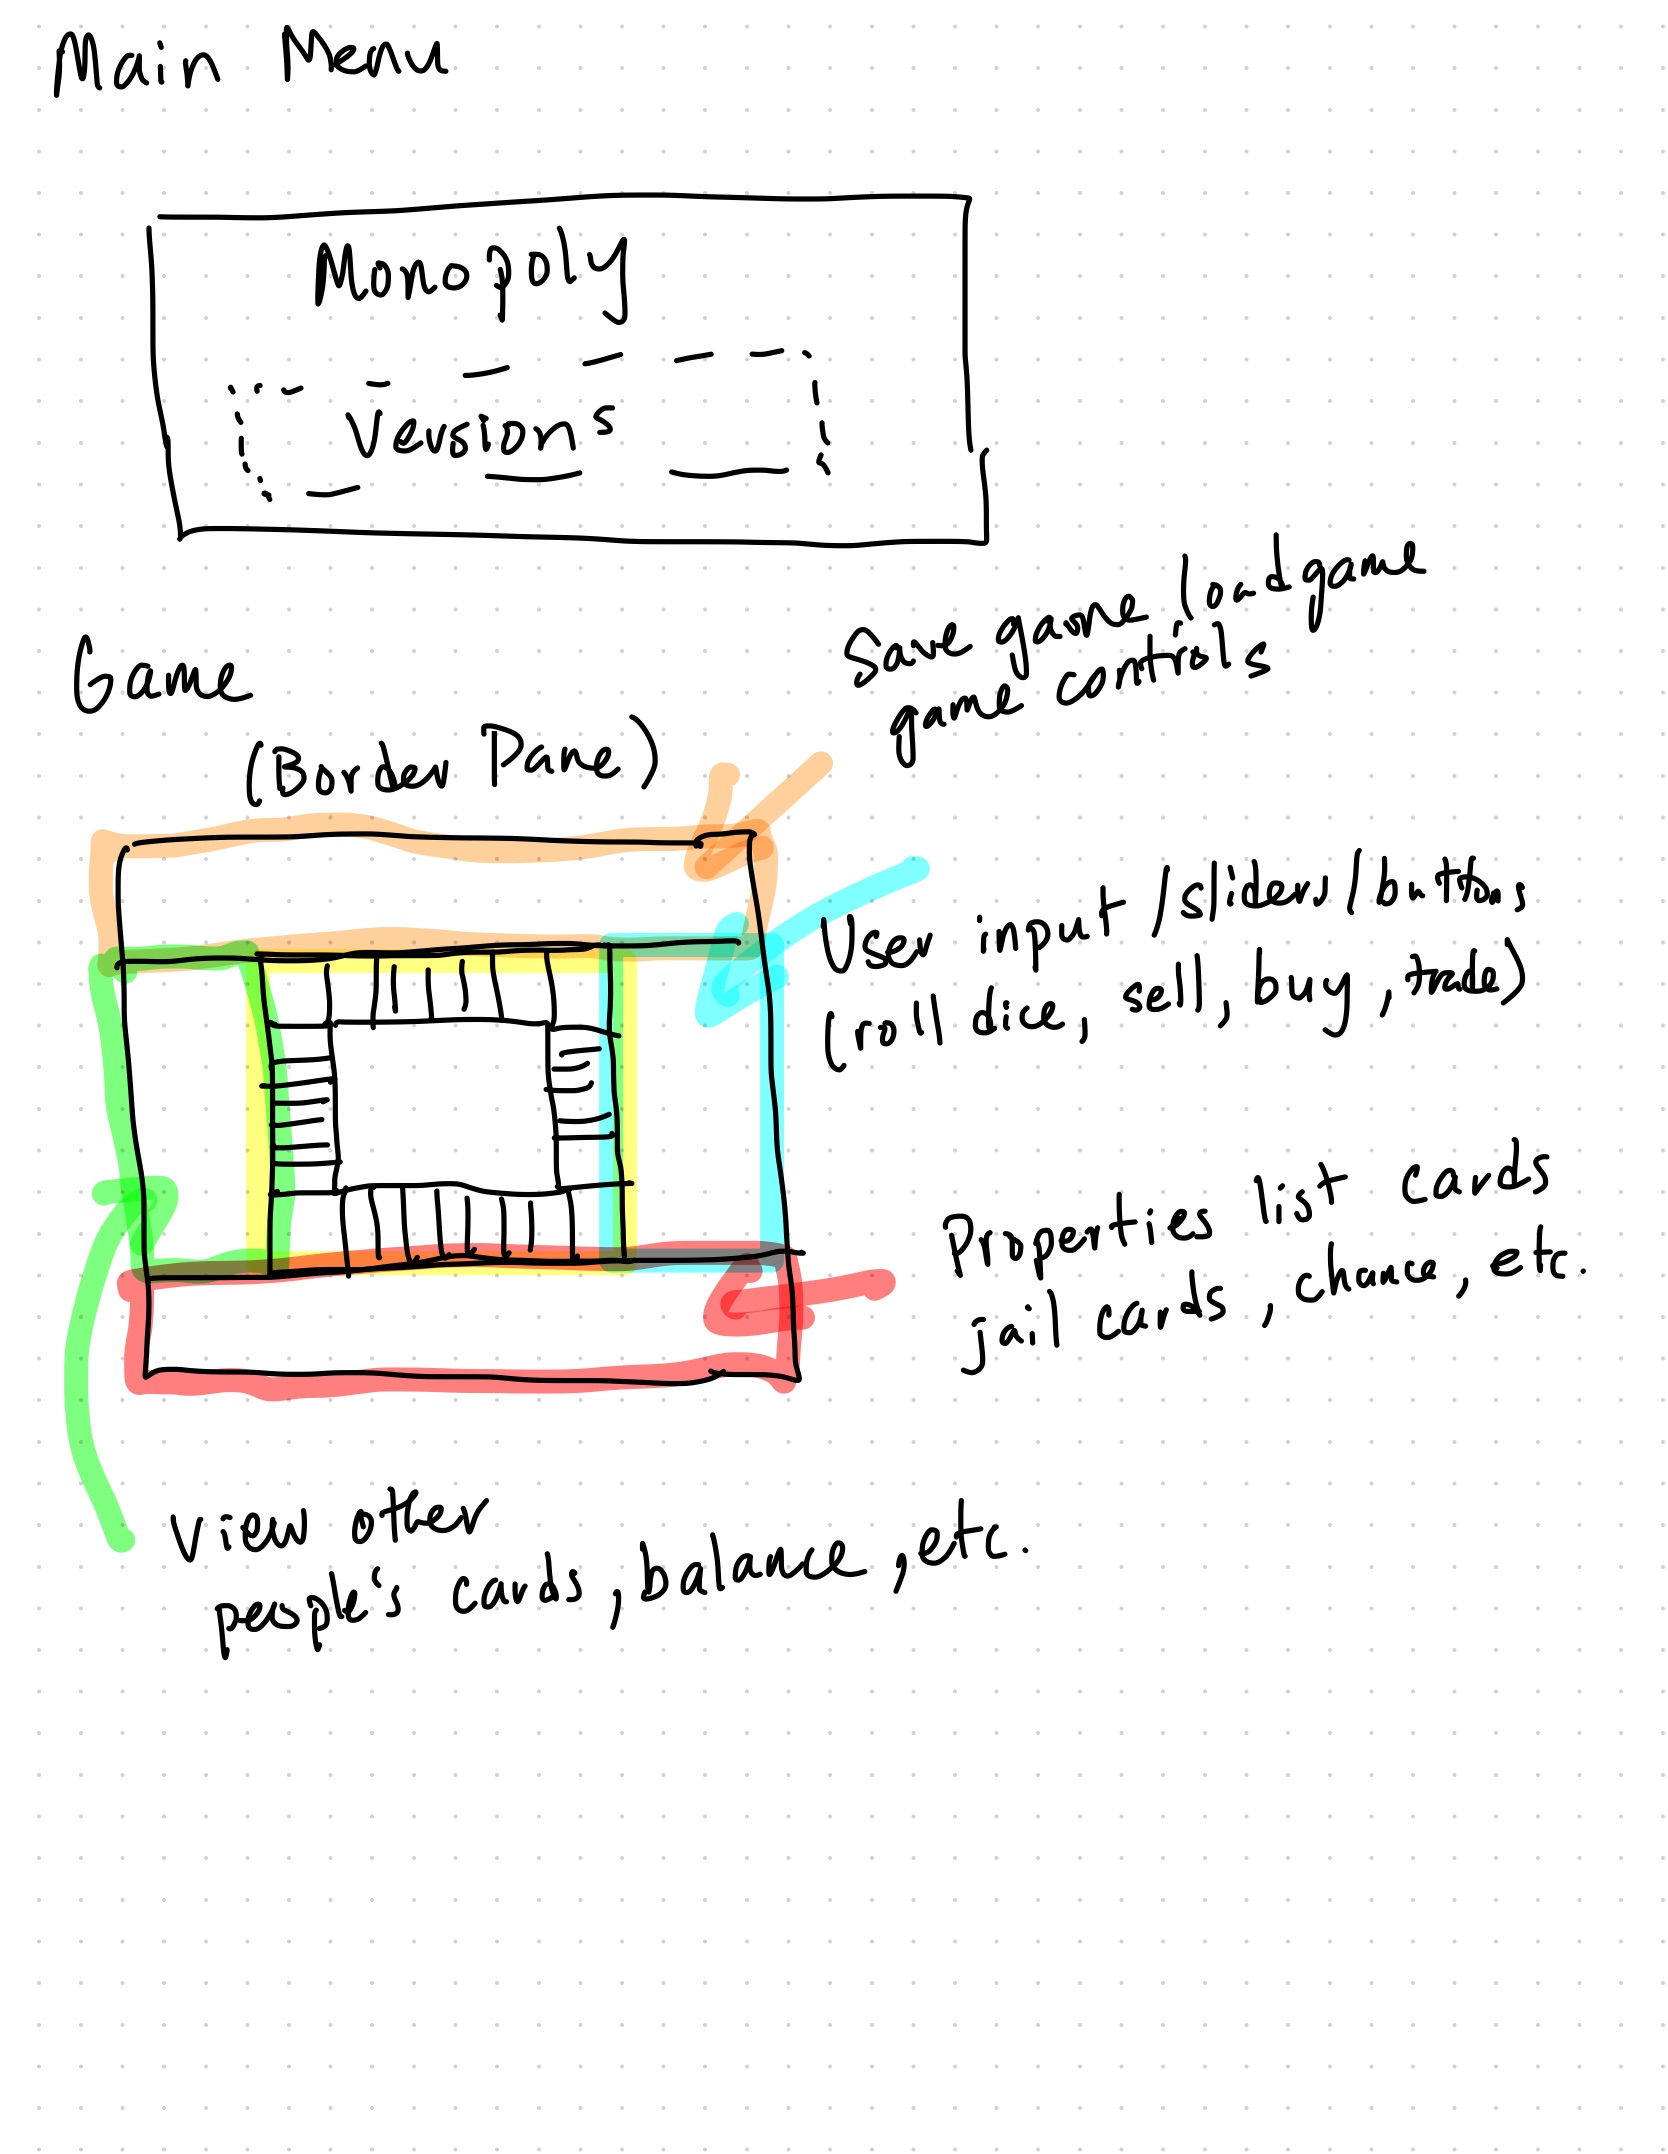 Main Menu
Monopoly
Versions
Save game load game
game controls
Game
(Border Pane)
User input /sliders/buttons
(roll dice, sell, buy, trade)
Properties list cards
jail cards, chance, etc.
View other
people's cards, balance, etc.